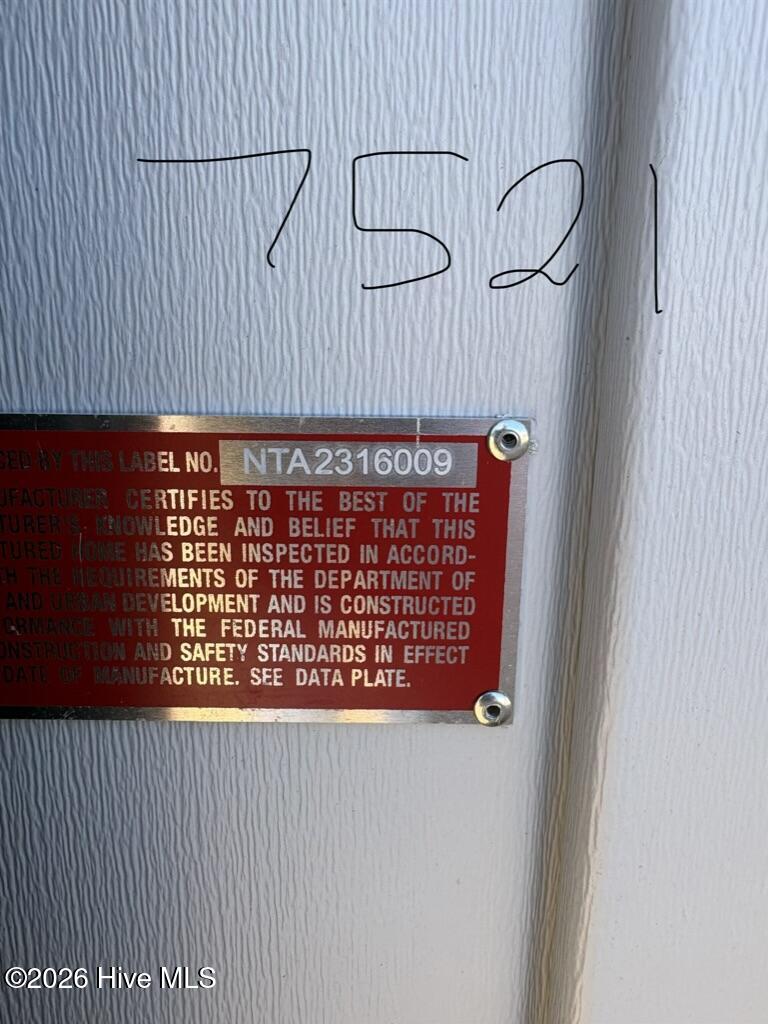 7521
BY THIS LABEL NO. NTA2316009
CERTIFIES TO THE BEST OF THE
KNOWLEDGE AND BELIEF THAT THIS
HOME HAS BEEN INSPECTED IN ACCORD-
THE REQUIREMENTS OF THE DEPARTMENT OF
AND URBAN DEVELOPMENT AND IS CONSTRUCTED
WITH THE FEDERAL MANUFACTURED
AND SAFETY STANDARDS IN EFFECT
DATE OF MANUFACTURE. SEE DATA PLATE.
©2026 Hive MLS